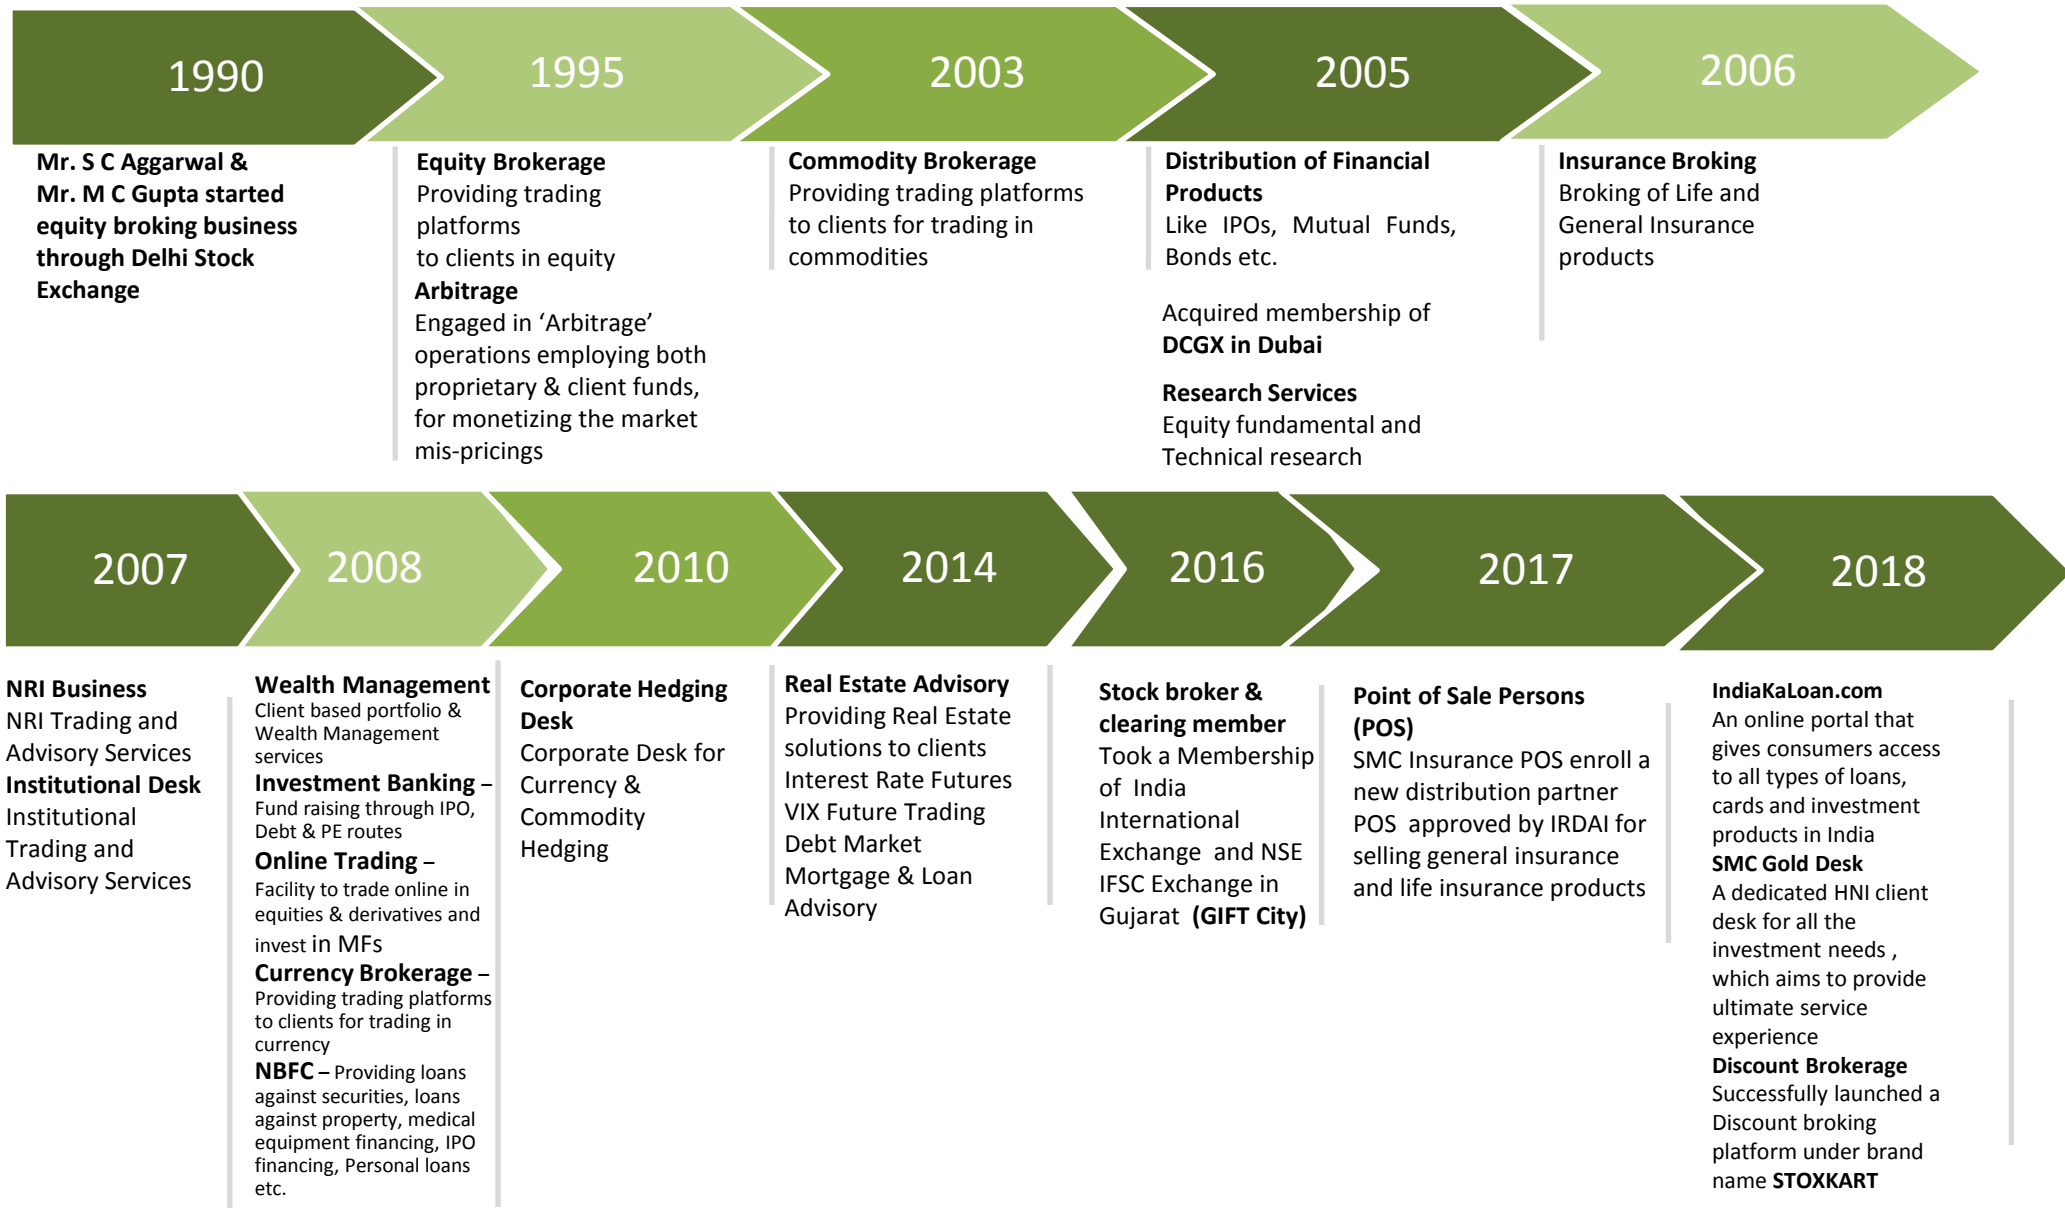 1990
1995
2003
2005
2006
Mr. S C Aggarwal &
Mr. M C Gupta started
equity broking business
through Delhi Stock
Exchange
Equity Brokerage
Providing trading
platforms
to clients in equity
Arbitrage
Engaged in ‘Arbitrage’
operations employing both
proprietary & client funds,
for monetizing the market
mis-pricings
Commodity Brokerage
Providing trading platforms
to clients for trading in
commodities
Distribution of Financial
Products
Like IPOs, Mutual Funds,
Bonds etc.
Acquired membership of
DCGX in Dubai
Research Services
Equity fundamental and
Technical research
Insurance Broking
Broking of Life and
General Insurance
products
2007
2008
2010
2014
2016
2017
2018
NRI Business
NRI Trading and
Advisory Services
Institutional Desk
Institutional
Trading and
Advisory Services
Wealth Management
Client based portfolio &
Wealth Management
services
Investment Banking –
Fund raising through IPO,
Debt & PE routes
Online Trading –
Facility to trade online in
equities & derivatives and
invest in MFs
Currency Brokerage –
Providing trading platforms
to clients for trading in
currency
NBFC – Providing loans
against securities, loans
against property, medical
equipment financing, IPO
financing, Personal loans
etc.
Corporate Hedging
Desk
Corporate Desk for
Currency &
Commodity
Hedging
Real Estate Advisory
Providing Real Estate
solutions to clients
Interest Rate Futures
VIX Future Trading
Debt Market
Mortgage & Loan
Advisory
Stock broker &
clearing member
Took a Membership
of India
International
Exchange and NSE
IFSC Exchange in
Gujarat (GIFT City)
Point of Sale Persons
(POS)
SMC Insurance POS enroll a
new distribution partner
POS approved by IRDAI for
selling general insurance
and life insurance products
IndiaKaLoan.com
An online portal that
gives consumers access
to all types of loans,
cards and investment
products in India
SMC Gold Desk
A dedicated HNI client
desk for all the
investment needs ,
which aims to provide
ultimate service
experience
Discount Brokerage
Successfully launched a
Discount broking
platform under brand
name STOXKART